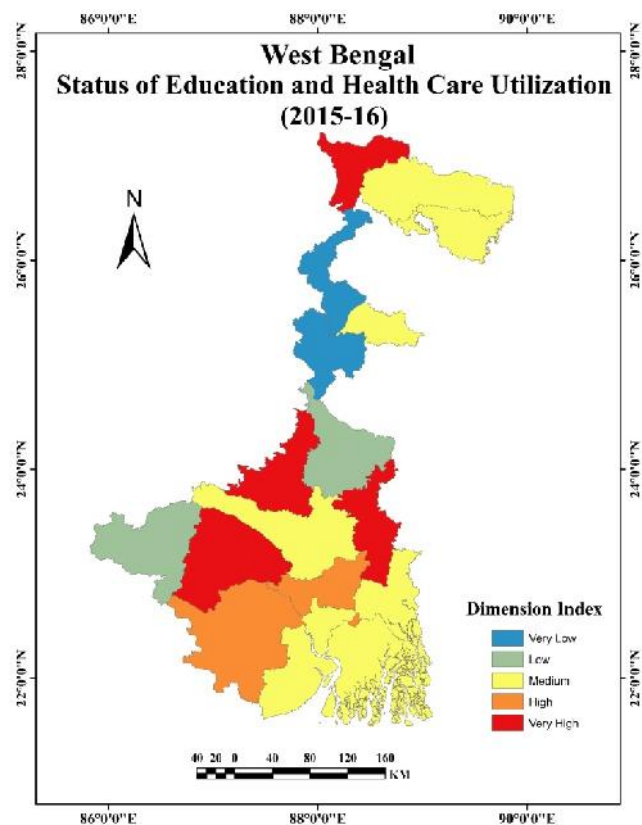 86°0'0"E 88°0'0"E 90°0'0"E
West Bengal
Status of Education and Health Care Utilization
(2015-16)
N
28°0'0"N
26°0'0"N
24°0'0"N
22°0'0"N
28°0'0"N
26°0'0"N
24°0'0"N
22°0'0"N
Dimension Index
Very Low
Low
Medium
High
Very High
40 20 0 40 80 120 160
KM
86°0'0"E 88°0'0"E 90°0'0"E